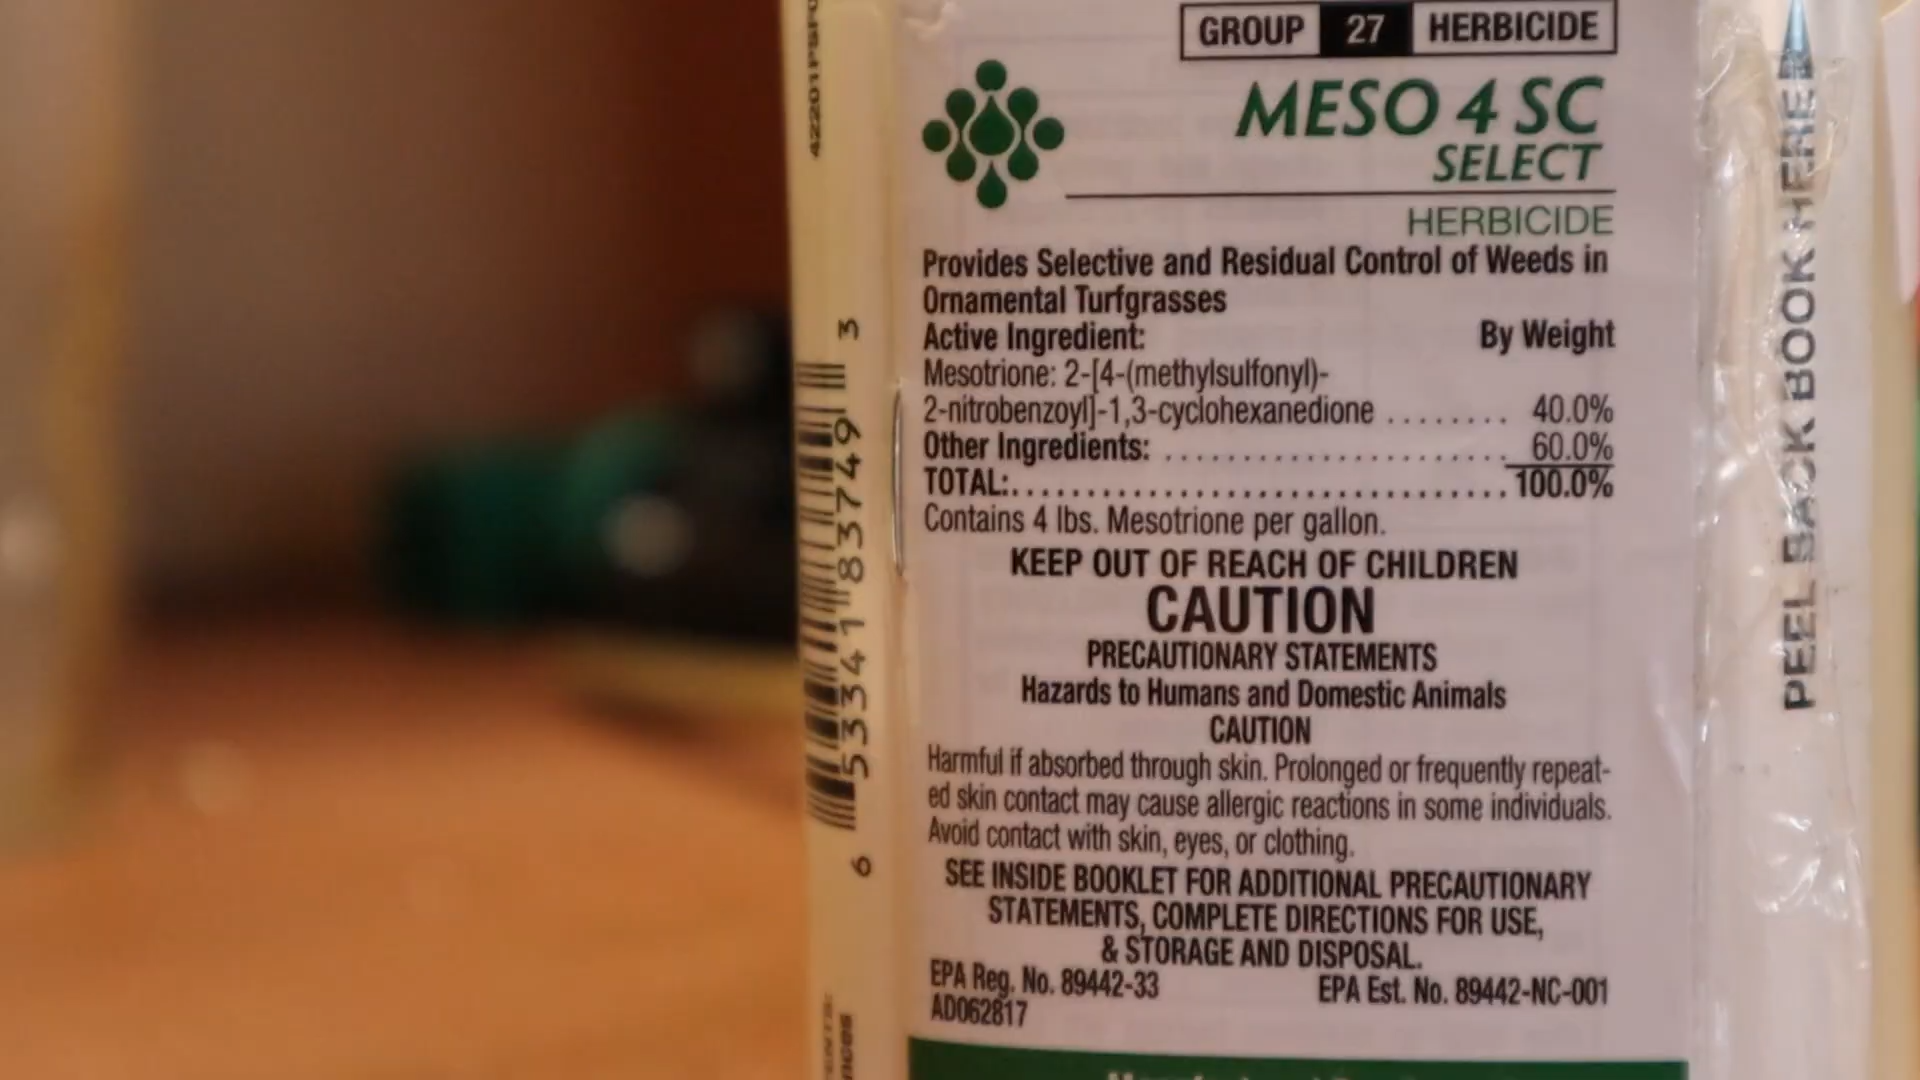 GROUP 27 HERBICIDE
MESO 4 SC
SELECT
HERBICIDE
Provides Selective and Residual Control of Weeds in
Ornamental Turfgrasses
Active Ingredient: By Weight
Mesotrione: 2-[4-(methylsulfonyl)-
2-nitrobenzoyl]-1,3-cyclohexanedione ........ 40.0%
Other Ingredients: ........................... 60.0%
TOTAL:....................................... 100.0%
Contains 4 lbs. Mesotrione per gallon.
KEEP OUT OF REACH OF CHILDREN
CAUTION
PRECAUTIONARY STATEMENTS
Hazards to Humans and Domestic Animals
CAUTION
Harmful if absorbed through skin. Prolonged or frequently repeat-
ed skin contact may cause allergic reactions in some individuals.
Avoid contact with skin, eyes, or clothing.
SEE INSIDE BOOKLET FOR ADDITIONAL PRECAUTIONARY
STATEMENTS, COMPLETE DIRECTIONS FOR USE,
& STORAGE AND DISPOSAL.
EPA Reg. No. 89442-33 EPA Est. No. 89442-NC-001
AD062817
6 53341 83749 3
PEEL BACK BOOK HERE